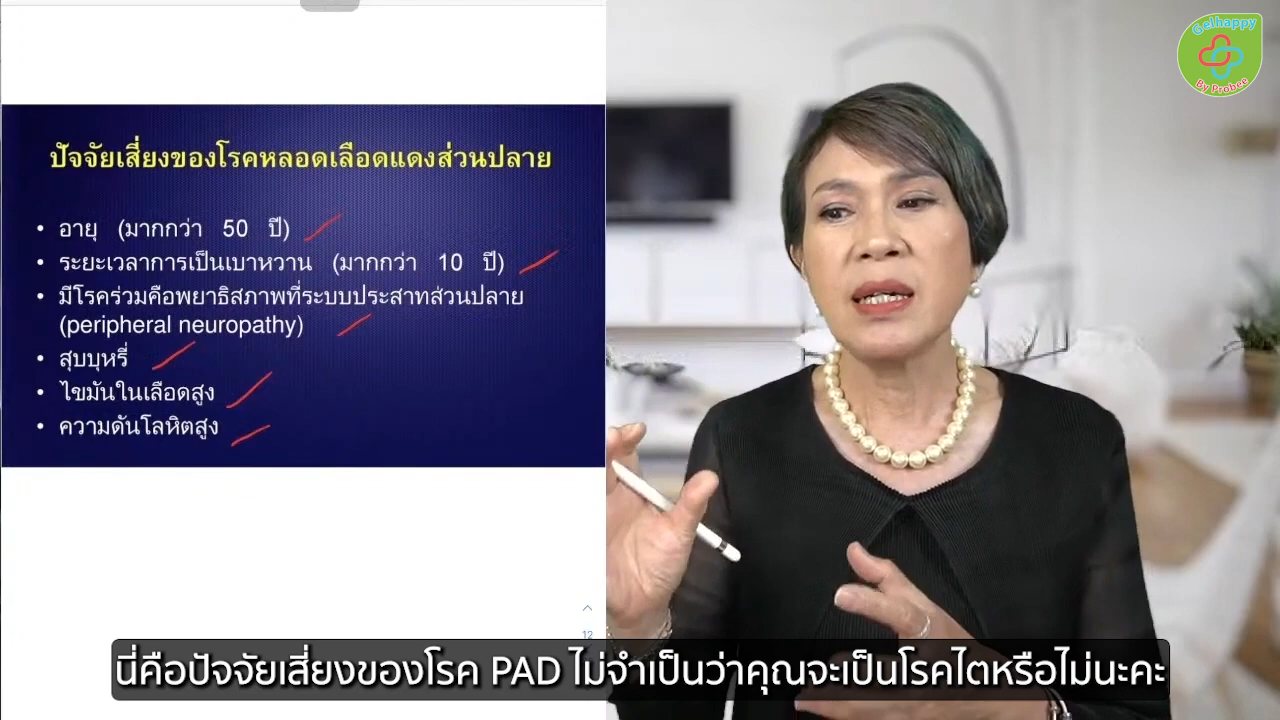 ปัจจัยเสี่ยงของโรคหลอดเลือดแดงส่วนปลาย
• อายุ (มากกว่า 50 ปี)
• ระยะเวลาการเป็นเบาหวาน (มากกว่า 10 ปี)
• มีโรคร่วมคือพยาธิสภาพที่ระบบประสาทส่วนปลาย
(peripheral neuropathy)
• สูบบุหรี่
• ไขมันในเลือดสูง
• ความดันโลหิตสูง
Gelhappy
By Probee
12
นี่คือปัจจัยเสี่ยงของโรค PAD ไม่จำเป็นว่าคุณจะเป็นโรคไตหรือไม่นะคะ